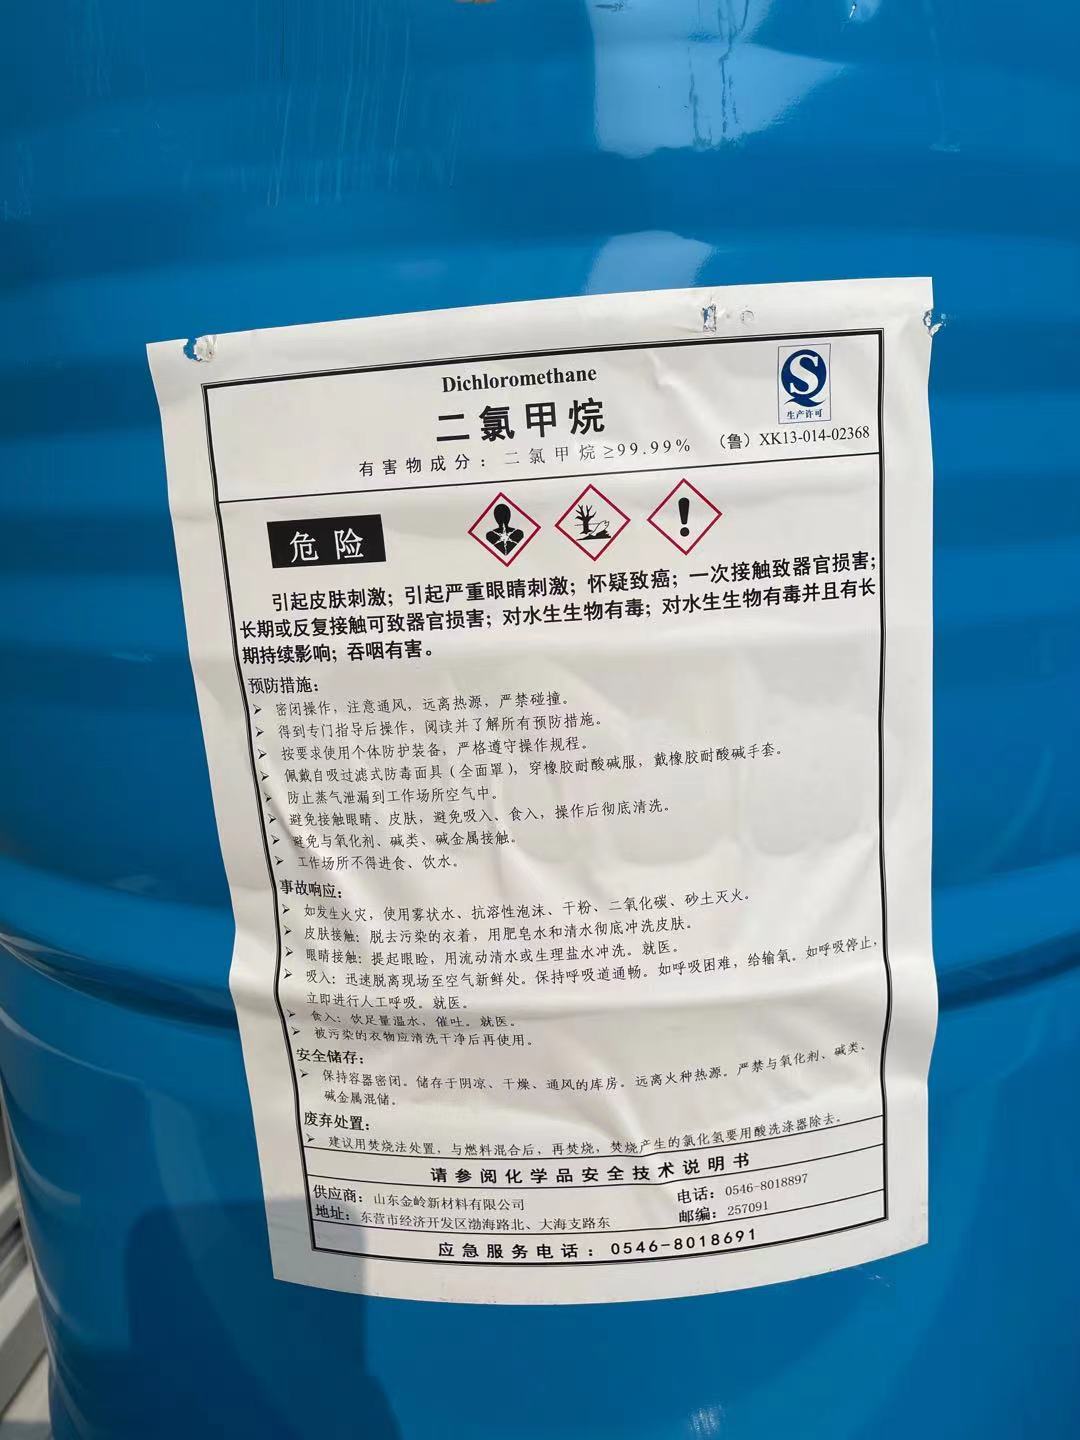 Dichloromethane
二氯甲烷
有害物成分：二氯甲烷≥99.99%
生产许可
（鲁）XK13-014-02368
危险
引起皮肤刺激；引起严重眼睛刺激；怀疑致癌；一次接触致器官损害；
长期或反复接触可致器官损害；对水生生物有毒；对水生生物有毒并且有长
期持续影响；吞咽有害。
预防措施：
➢ 密闭操作，注意通风，远离热源，严禁碰撞。
➢ 得到专门指导后操作，阅读并了解所有预防措施。
➢ 按要求使用个体防护装备，严格遵守操作规程。
➢ 佩戴自吸过滤式防毒面具（全面罩），穿橡胶耐酸碱服，戴橡胶耐酸碱手套。
➢ 防止蒸气泄漏到工作场所空气中。
➢ 避免接触眼睛、皮肤，避免吸入、食入，操作后彻底清洗。
➢ 避免与氧化剂、碱类、碱金属接触。
➢ 工作场所不得进食、饮水。
事故响应：
➢ 如发生火灾，使用雾状水、抗溶性泡沫、干粉、二氧化碳、砂土灭火。
➢ 皮肤接触：脱去污染的衣着，用肥皂水和清水彻底冲洗皮肤。
➢ 眼睛接触：提起眼睑，用流动清水或生理盐水冲洗。就医。
➢ 吸入：迅速脱离现场至空气新鲜处。保持呼吸道通畅。如呼吸困难，给输氧。如呼吸停止，
立即进行人工呼吸。就医。
➢ 食入：饮足量温水，催吐。就医。
➢ 被污染的衣物应清洗干净后再使用。
安全储存：
➢ 保持容器密闭。储存于阴凉、干燥、通风的库房。远离火种热源。严禁与氧化剂、碱类、
碱金属混储。
废弃处置：
➢ 建议用焚烧法处置，与燃料混合后，再焚烧，焚烧产生的氯化氢要用酸洗涤器除去。
请参阅化学品安全技术说明书
供应商：山东金岭新材料有限公司 电话：0546-8018897
地址：东营市经济开发区渤海路北、大海支路东 邮编：257091
应急服务电话：0546-8018691